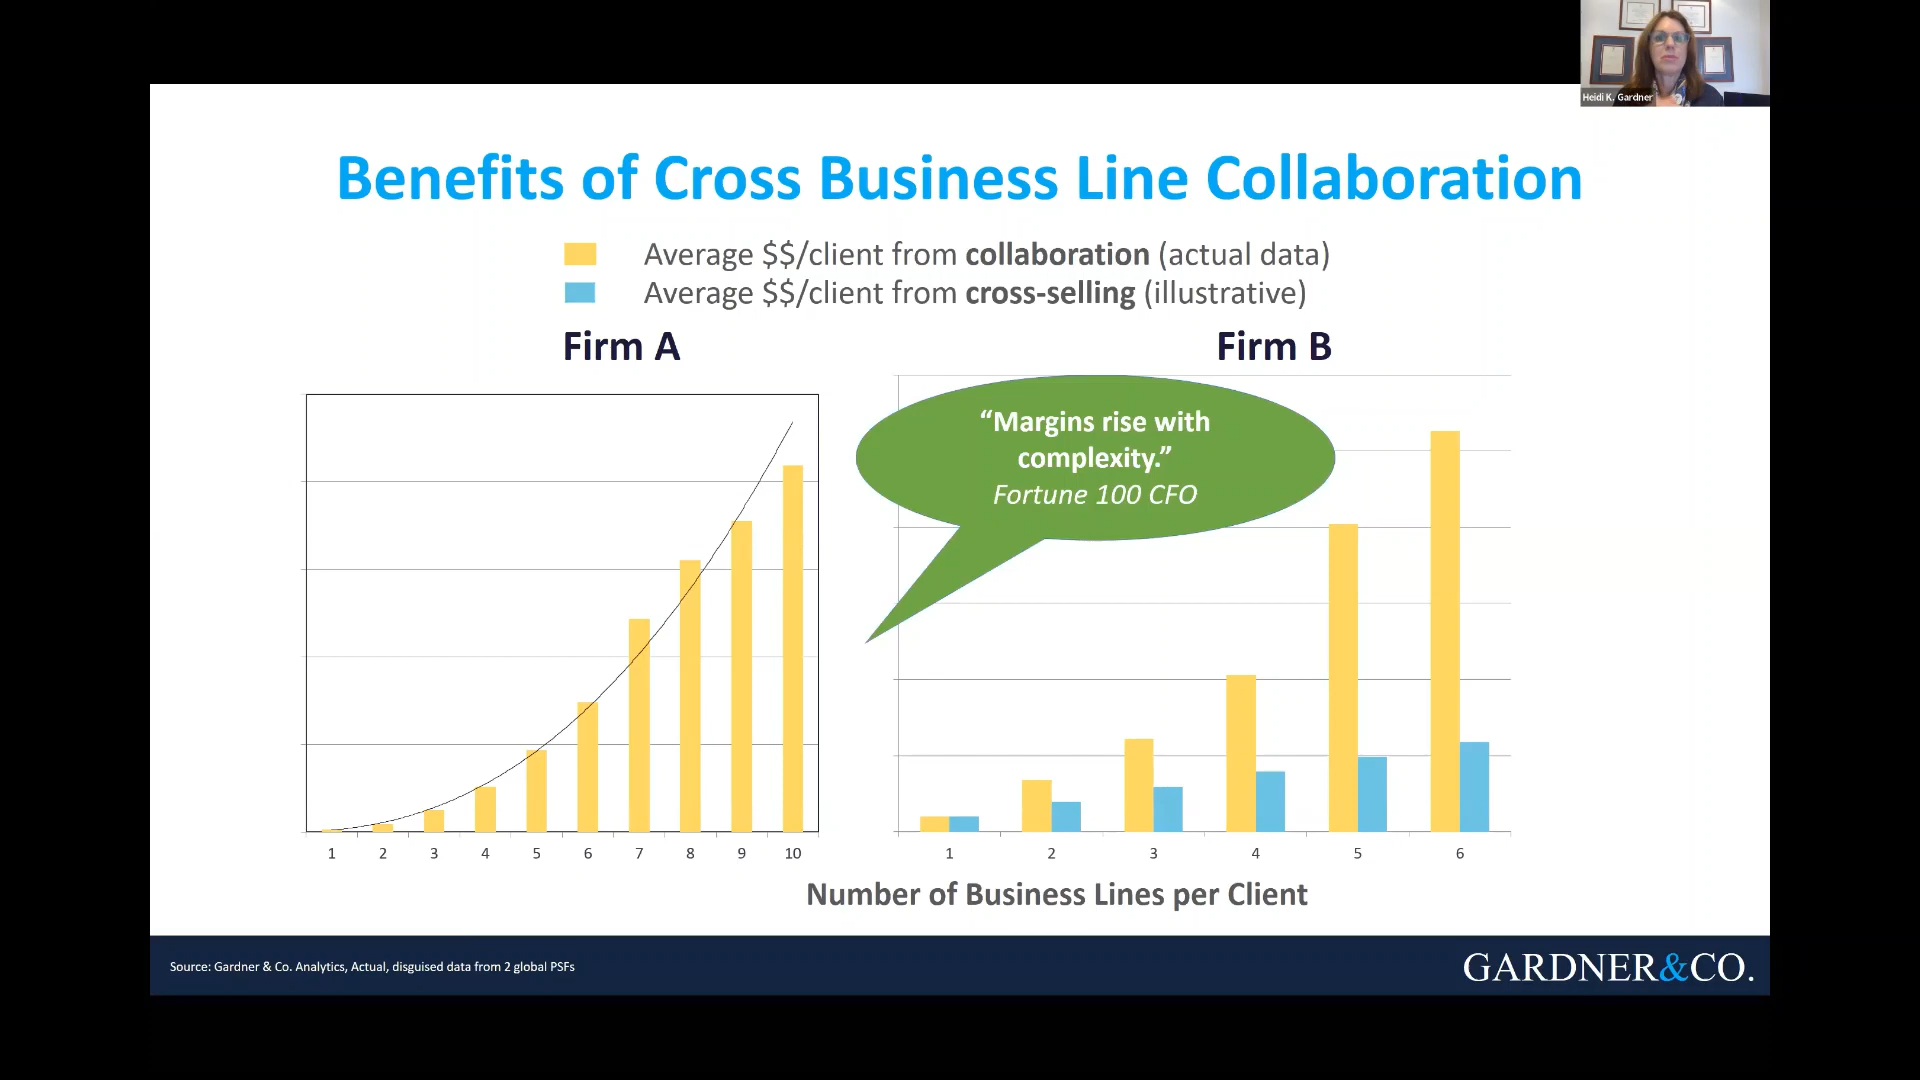 Heidi K. Gardner
Benefits of Cross Business Line Collaboration
Average $$/client from collaboration (actual data)
Average $$/client from cross-selling (illustrative)
Firm A
Firm B
“Margins rise with
complexity.”
Fortune 100 CFO
1 2 3 4 5 6 7 8 9 10
1 2 3 4 5 6
Number of Business Lines per Client
Source: Gardner & Co. Analytics, Actual, disguised data from 2 global PSFs
GARDNER&CO.